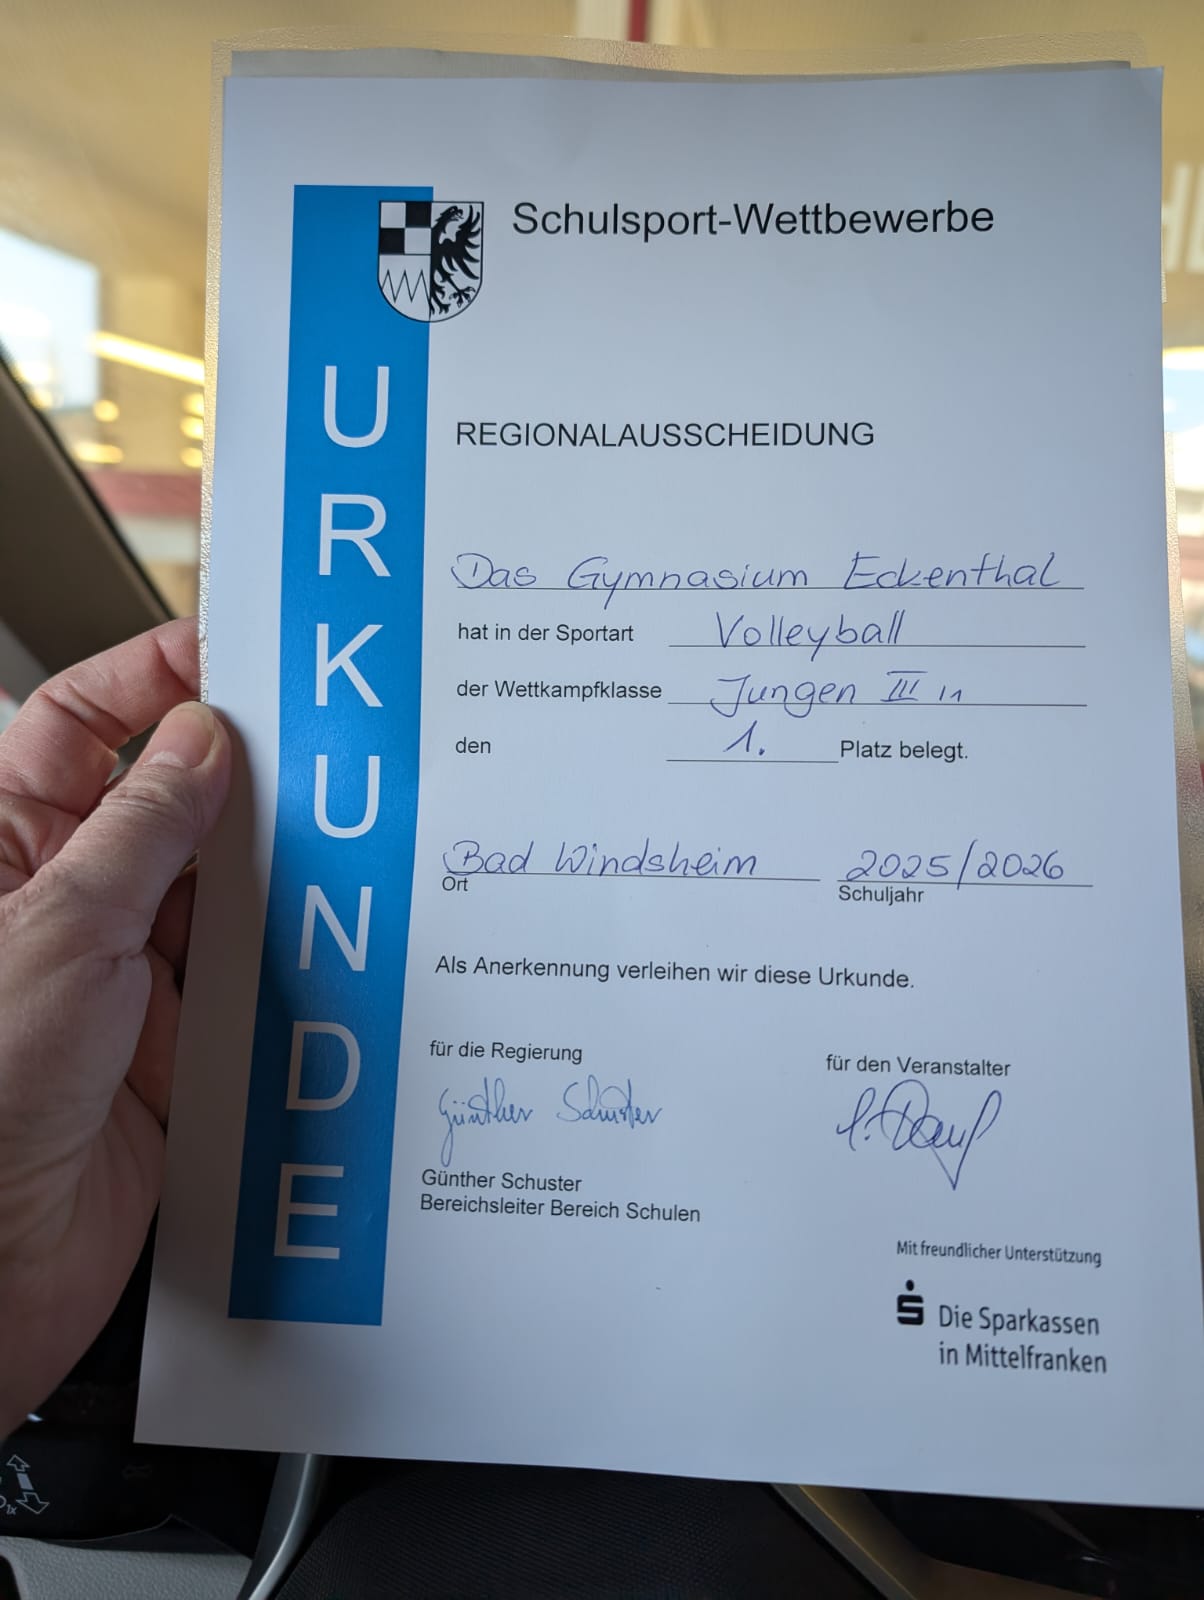 Schulsport-Wettbewerbe
URKUNDE
REGIONALAUSSCHEIDUNG
Das Gymnasium Eckenthal
hat in der Sportart Volleyball
der Wettkampfklasse Jungen III
den 1. Platz belegt.
Bad Windsheim 2025/2026
Ort Schuljahr
Als Anerkennung verleihen wir diese Urkunde.
für die Regierung für den Veranstalter
Günther Schuster
Günther Schuster
Bereichsleiter Bereich Schulen
Mit freundlicher Unterstützung
Die Sparkassen
in Mittelfranken